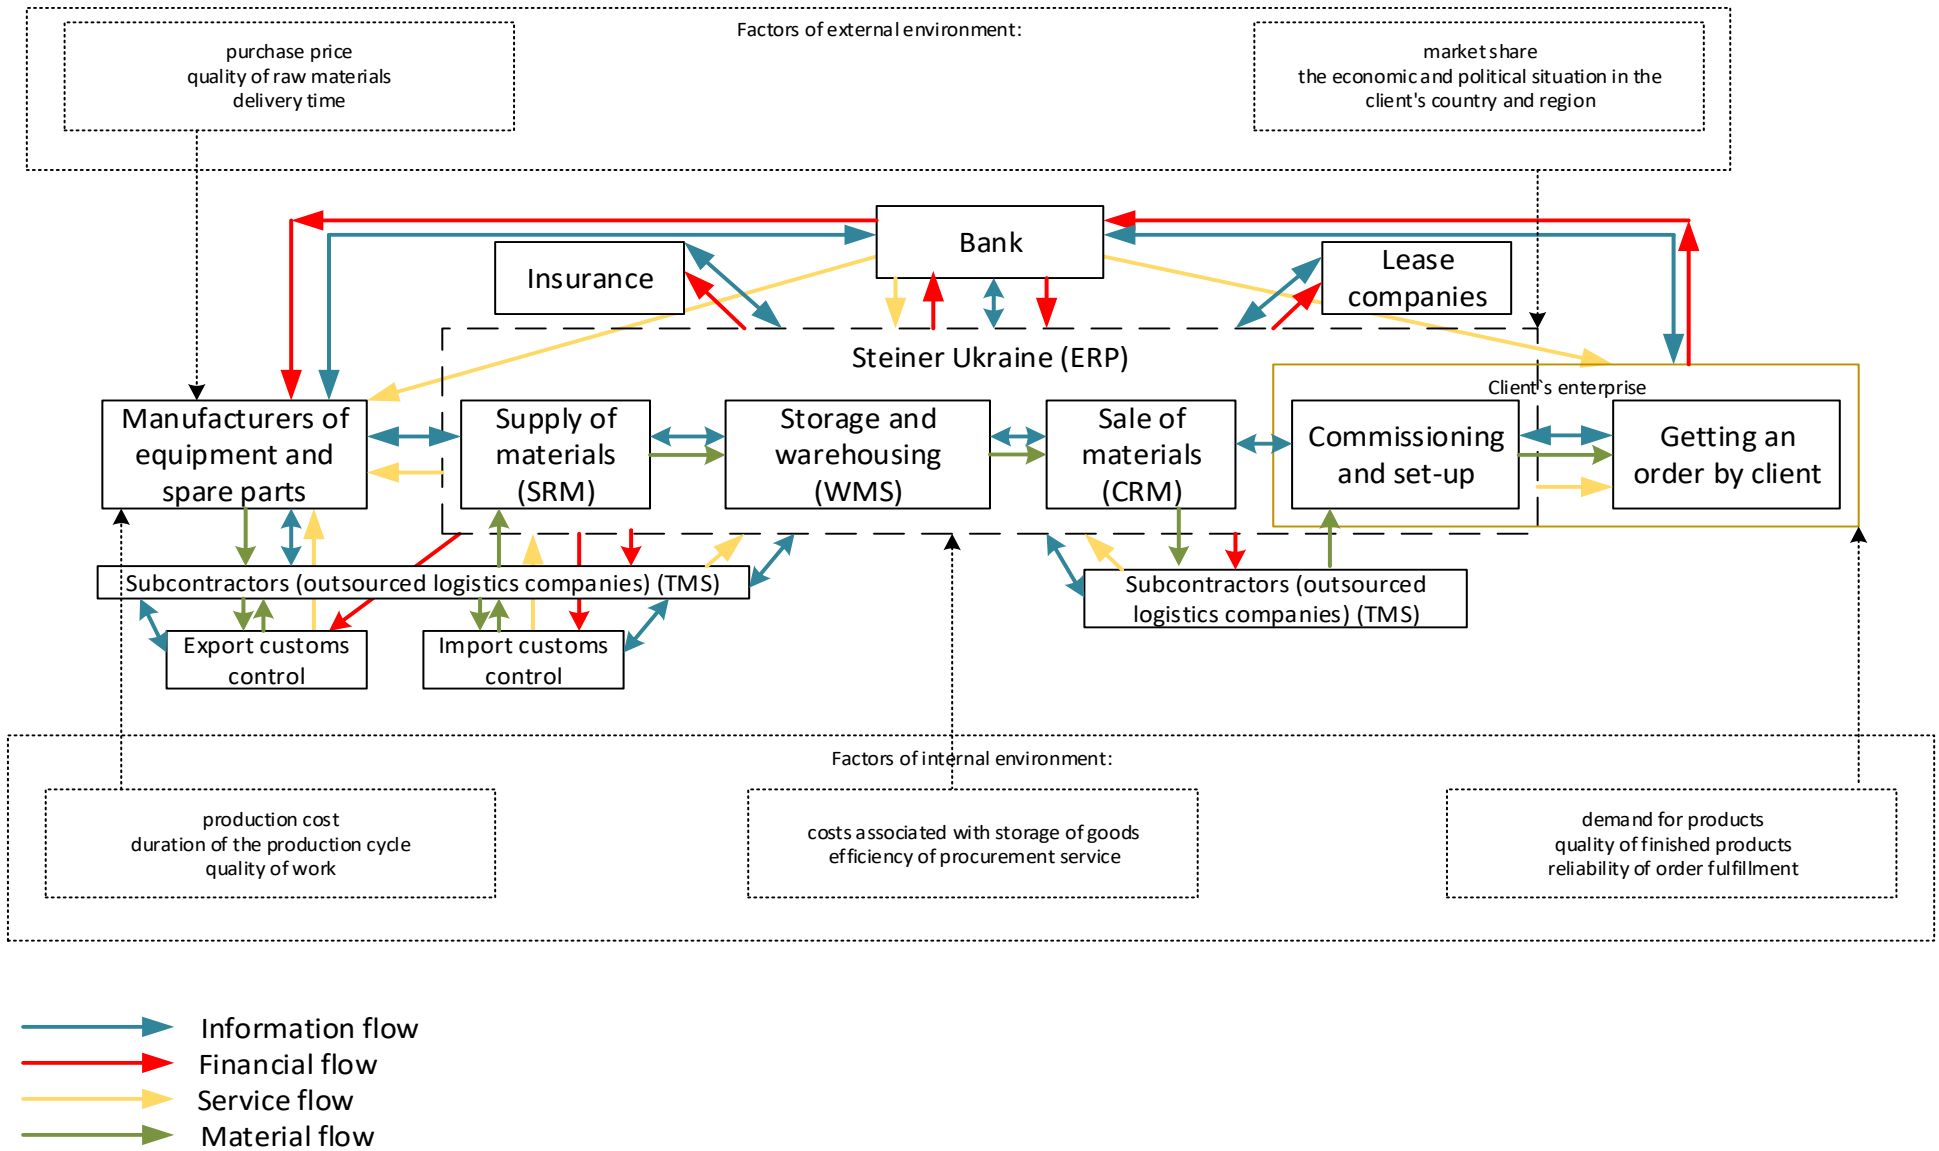 Factors of external environment:
purchase price
quality of raw materials
delivery time
market share
the economic and political situation in the
client's country and region
Bank
Insurance
Lease
companies
Steiner Ukraine (ERP)
Client`s enterprise
Manufacturers of
equipment and
spare parts
Supply of
materials
(SRM)
Storage and
warehousing
(WMS)
Sale of
materials
(CRM)
Commissioning
and set-up
Getting an
order by client
Subcontractors (outsourced logistics companies) (TMS)
Subcontractors (outsourced
logistics companies) (TMS)
Export customs
control
Import customs
control
Factors of internal environment:
production cost
duration of the production cycle
quality of work
costs associated with storage of goods
efficiency of procurement service
demand for products
quality of finished products
reliability of order fulfillment
Information flow
Financial flow
Service flow
Material flow